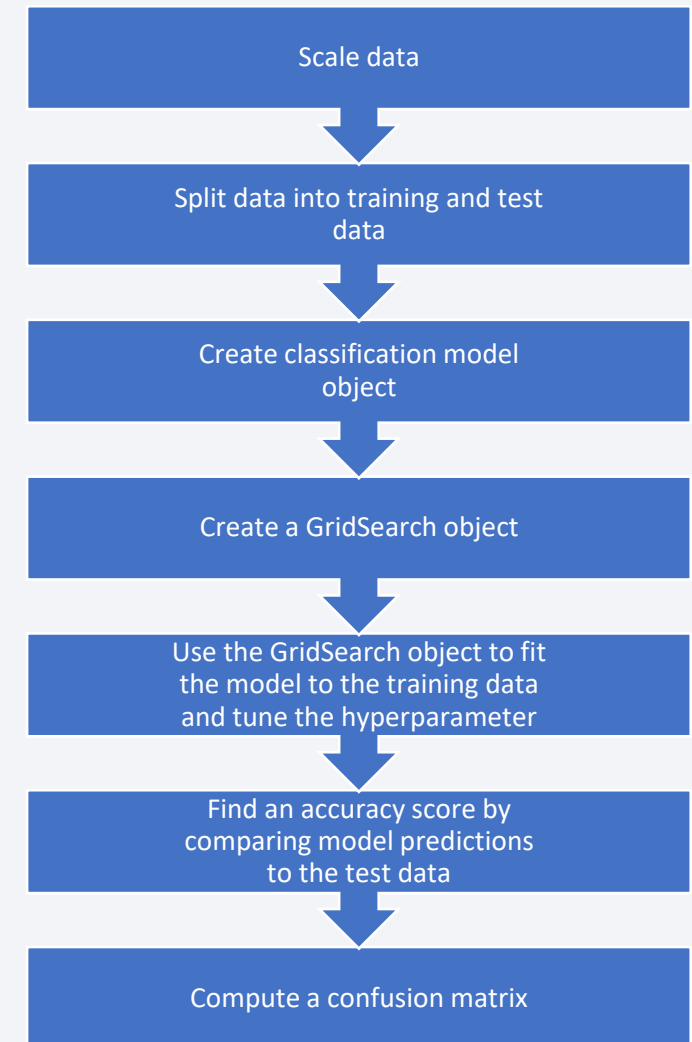 Scale data
Split data into training and test
data
Create classification model
object
Create a GridSearch object
Use the GridSearch object to fit
the model to the training data
and tune the hyperparameter
Find an accuracy score by
comparing model predictions
to the test data
Compute a confusion matrix